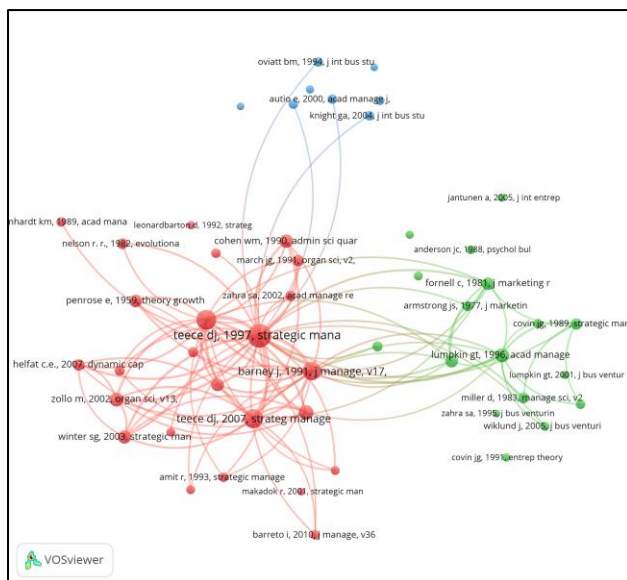 oviatt bm, 1994, j int bus stu
autio e, 2000, acad manage j,
knight ga, 2004, j int bus stu
jantunen a, 2005, j int entrep
nhardt km, 1989, acad mana
leonardbarton d, 1992, strateg
nelson r. r., 1982, evolutiona
cohen wm, 1990, admin sci quar
anderson jc, 1988, psychol bul
march jg, 1991, organ sci, v2,
fornell c, 1981, j marketing r
penrose e, 1959, theory growth
zahra sa, 2002, acad manage re
armstrong js, 1977, j marketin
covin jg, 1989, strategic man
teece dj, 1997, strategic mana
lumpkin gt, 1996, acad manage
helfat c.e., 2007, dynamic cap
barney j, 1991, j manage, v17,
lumpkin gt, 2001, j bus ventur
zollo m, 2002, organ sci, v13,
miller d, 1983, manage sci, v2
teece dj, 2007, strateg manage
zahra sa, 1995, j bus venturin
wiklund j, 2005, j bus venturi
winter sg, 2003, strategic man
covin jg, 1991, entrep theory
amit r, 1993, strategic manage
makadok r, 2001, strategic man
barreto i, 2010, j manage, v36
VOSviewer